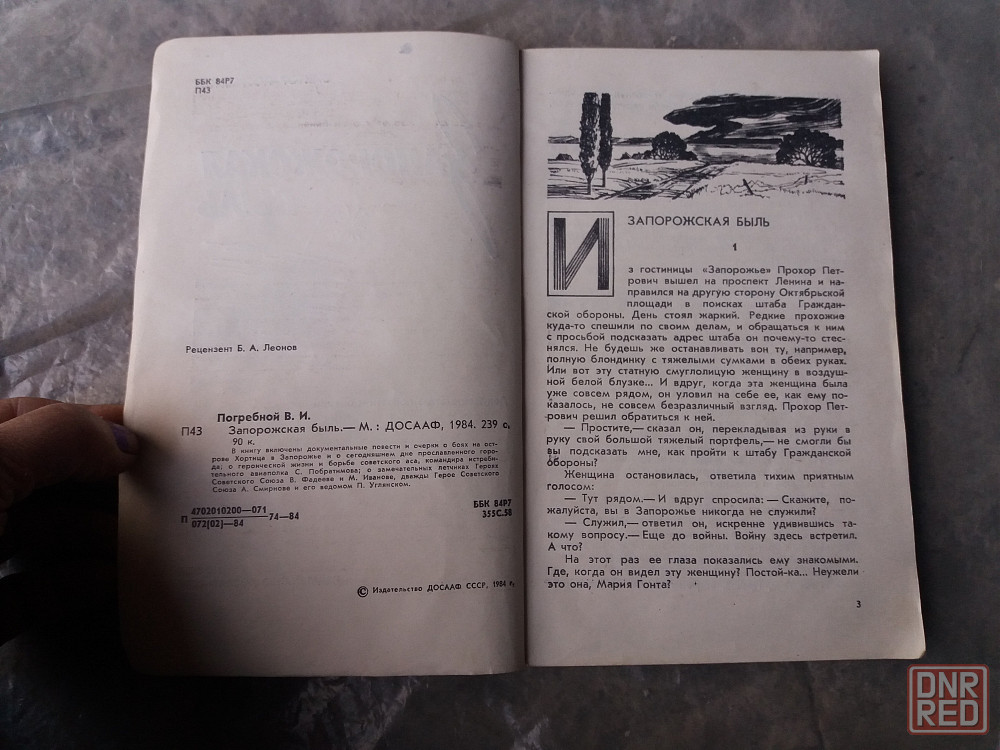 ББК 84Р7
П43
Рецензент Б. А. Леонов
Погребной В. И.
П43 Запорожская быль.— М. : ДОСААФ, 1984. 239 с,
90 к.
В книгу включены документальные повести и очерки о боях на ост-
рове Хортица в Запорожье и о сегодняшнем дне прославленного горо-
да; о героической жизни и борьбе советского аса, командира истреби-
тельного авиаполка С. Побратимова; о замечательных летчиках Героях
Советского Союза В. Фадееве и М. Иванове, дважды Герое Советского
Союза А. Смирнове и его ведомом П. Углянском.
П 4702010200—071
072(02)—84 74—84
ББК 84Р7
355С.58
© Издательство ДОСААФ СССР, 1984 г,
ЗАПОРОЖСКАЯ БЫЛЬ
1
Из гостиницы «Запорожье» Прохор Пет-
рович вышел на проспект Ленина и на-
правился на другую сторону Октябрьской
площади в поисках штаба Граждан-
ской обороны. День стоял жаркий. Редкие прохожие
куда-то спешили по своим делам, и обращаться к ним
с просьбой подсказать адрес штаба он почему-то стес-
нялся. Не будешь же останавливать вон ту, например,
полную блондинку с тяжелыми сумками в обеих руках.
Или вот эту статную смуглолицую женщину в воздуш-
ной белой блузке... И вдруг, когда эта женщина была
уже совсем рядом, он уловил на себе ее, как ему по-
казалось, не совсем безразличный взгляд. Прохор Пет-
рович решил обратиться к ней.
— Простите,— сказал он, перекладывая из руки в
руку свой большой тяжелый портфель,— не смогли бы
вы подсказать мне, как пройти к штабу Гражданской
обороны?
Женщина остановилась, ответила тихим приятным
голосом:
— Тут рядом.— И вдруг спросила: — Скажите, по-
жалуйста, вы в Запорожье никогда не служили?
— Служил,— ответил он, искренне удивившись та-
кому вопросу.— Еще до войны. Войну здесь встретил.
А что?
На этот раз ее глаза показались ему знакомыми.
Где, когда он видел эту женщину? Постой-ка... Неужели
это она, Мария Гонта?
3
DNR
RED